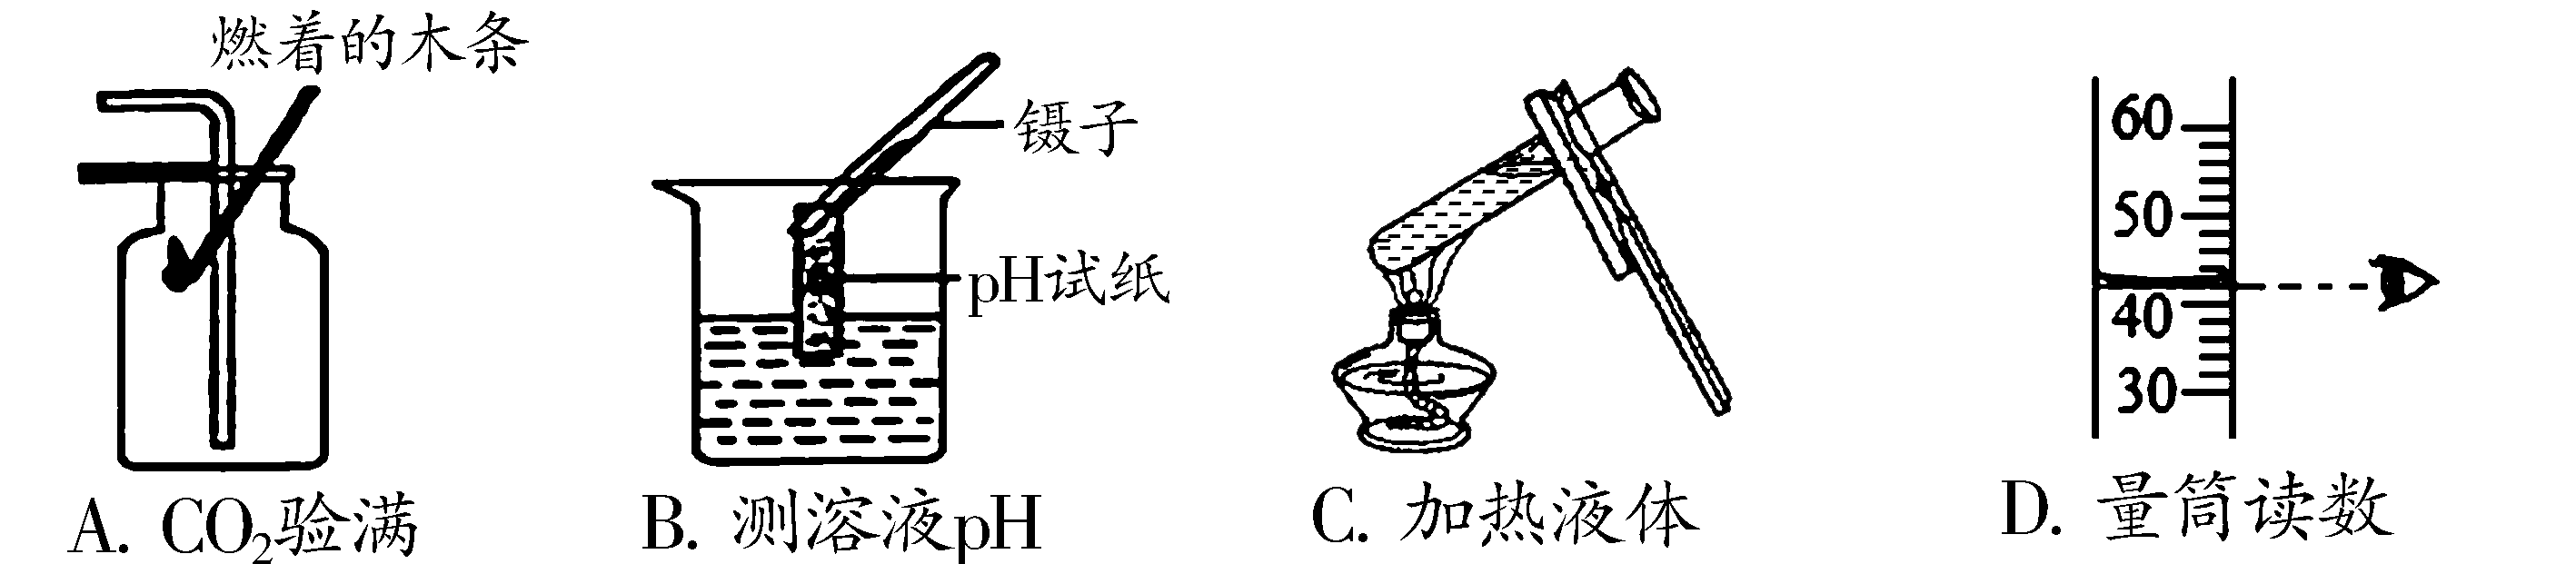 燃着的木条
镊子
pH试纸
60
50
40
30
A. CO₂验满
B. 测溶液pH
C. 加热液体
D. 量筒读数